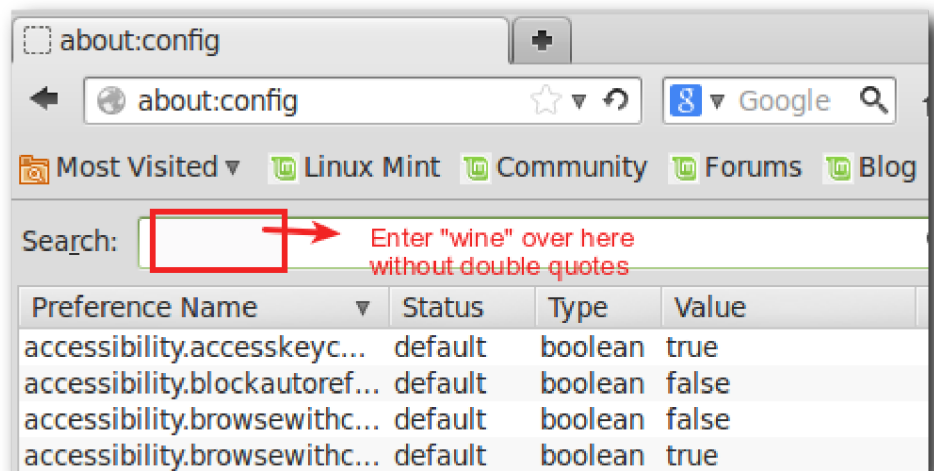 about:config
about:config
8 Google
Most Visited Linux Mint Community Forums Blog
Search:
Enter "wine" over here
without double quotes
Preference Name Status Type Value
accessibility.accesskeyc... default boolean true
accessibility.blockautoref... default boolean false
accessibility.browsewithc... default boolean false
accessibility.browsewithc... default boolean true